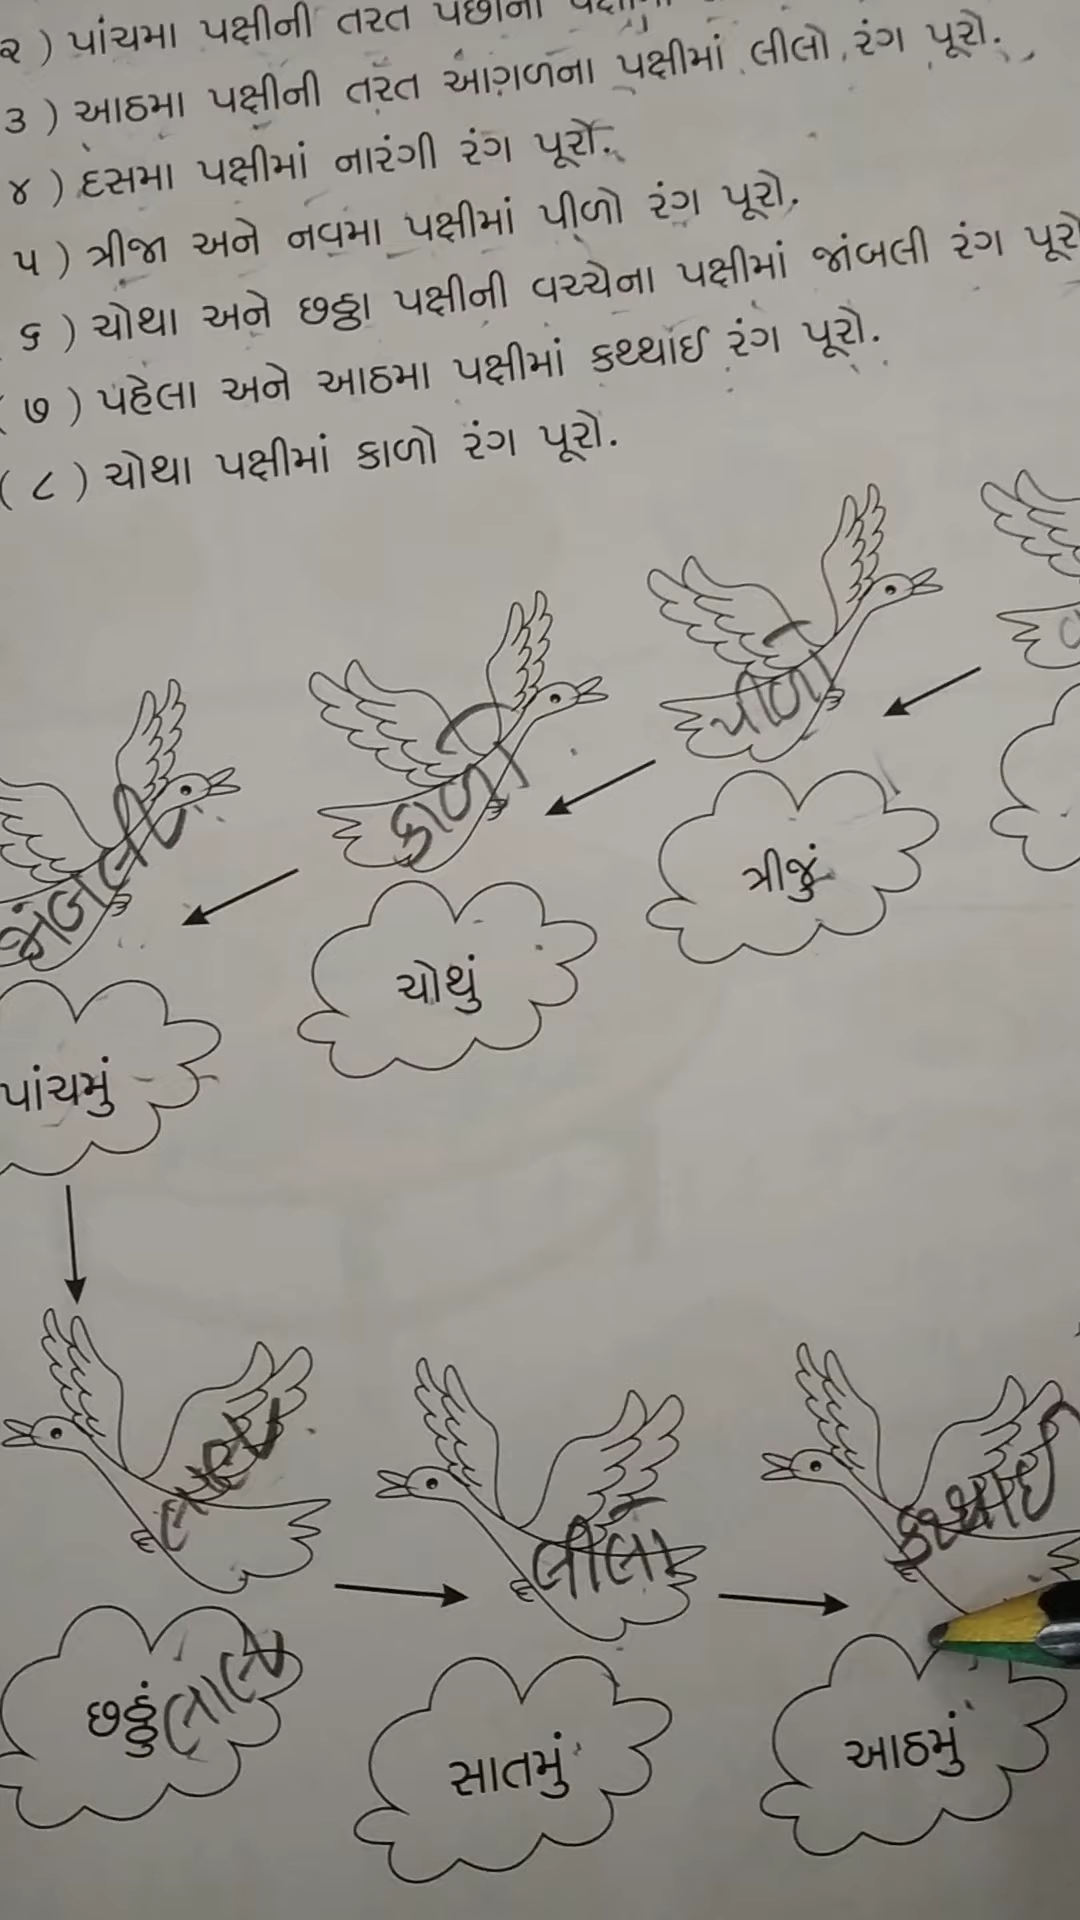 ૨ ) પાંચમા પક્ષીની તરત પછીના
૩ ) આઠમા પક્ષીની તરત આગળના પક્ષીમાં લીલો રંગ પૂરો.
૪ ) દસમા પક્ષીમાં નારંગી રંગ પૂરો.
૫ ) ત્રીજા અને નવમા પક્ષીમાં પીળો રંગ પૂરો.
૬ ) ચોથા અને છઠ્ઠા પક્ષીની વચ્ચેના પક્ષીમાં જાંબલી રંગ પૂરો
( ૭ ) પહેલા અને આઠમા પક્ષીમાં કથ્થાઈ રંગ પૂરો.
( ૮ ) ચોથા પક્ષીમાં કાળો રંગ પૂરો.
પીળો
કાળો
જાંબલી
ત્રીજું
ચોથું
પાંચમું
લીલો
કથ્થાઈ
છઠ્ઠું
સાતમું
આઠમું